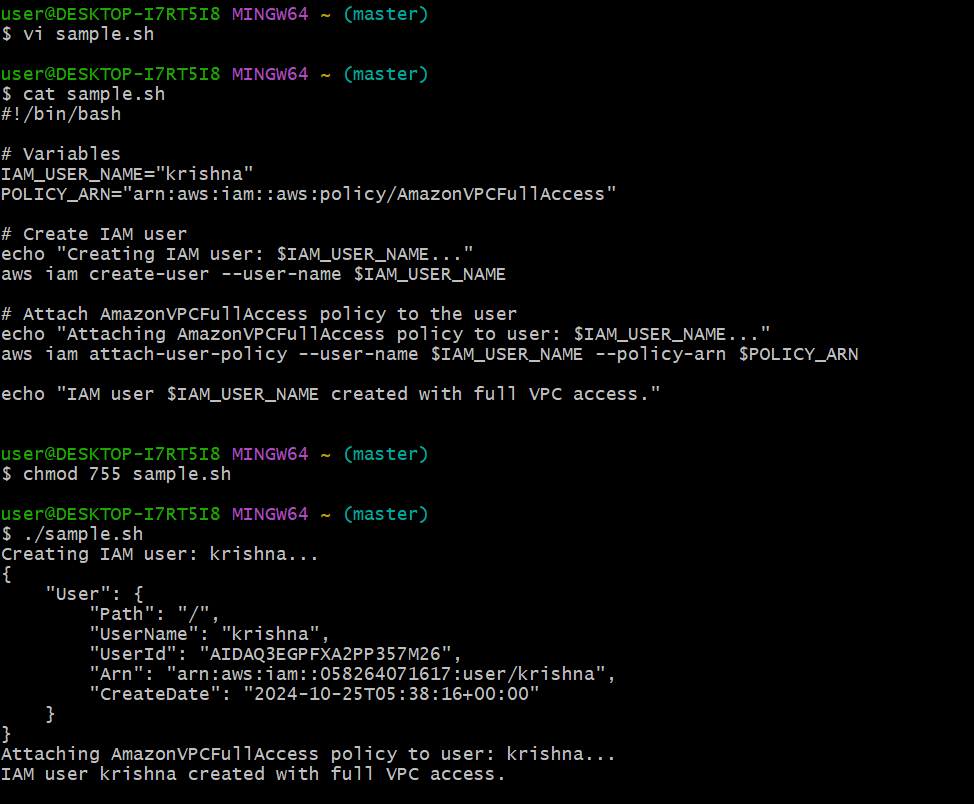 user@DESKTOP-I7RT5I8 MINGW64 ~ (master)
$ vi sample.sh
user@DESKTOP-I7RT5I8 MINGW64 ~ (master)
$ cat sample.sh
#!/bin/bash
# Variables
IAM_USER_NAME="krishna"
POLICY_ARN="arn:aws:iam::aws:policy/AmazonVPCFullAccess"
# Create IAM user
echo "Creating IAM user: $IAM_USER_NAME..."
aws iam create-user --user-name $IAM_USER_NAME
# Attach AmazonVPCFullAccess policy to the user
echo "Attaching AmazonVPCFullAccess policy to user: $IAM_USER_NAME..."
aws iam attach-user-policy --user-name $IAM_USER_NAME --policy-arn $POLICY_ARN
echo "IAM user $IAM_USER_NAME created with full VPC access."
user@DESKTOP-I7RT5I8 MINGW64 ~ (master)
$ chmod 755 sample.sh
user@DESKTOP-I7RT5I8 MINGW64 ~ (master)
$ ./sample.sh
Creating IAM user: krishna...
{
    "User": {
        "Path": "/",
        "UserName": "krishna",
        "UserId": "AIDAQ3EGPFXA2PP357M26",
        "Arn": "arn:aws:iam::058264071617:user/krishna",
        "CreateDate": "2024-10-25T05:38:16+00:00"
    }
}
Attaching AmazonVPCFullAccess policy to user: krishna...
IAM user krishna created with full VPC access.